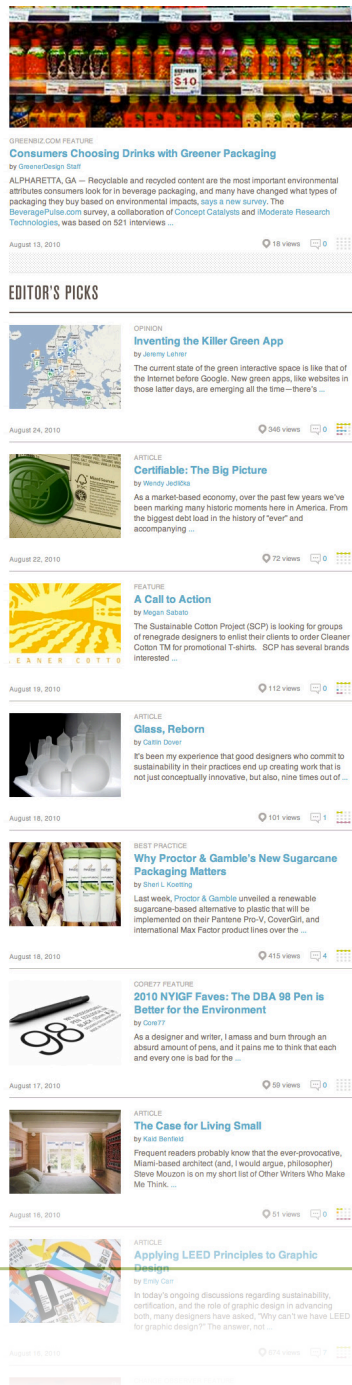 $10
GREENBIZ.COM FEATURE
Consumers Choosing Drinks with Greener Packaging
by GreenerDesign Staff
ALPHARETTA, GA — Recyclable and recycled content are the most important environmental
attributes consumers look for in beverage packaging, and many have changed what types of
packaging they buy based on environmental impacts, says a new survey. The
BeveragePulse.com survey, a collaboration of Concept Catalysts and iModerate Research
Technologies, was based on 521 interviews ...
August 13, 2010
18 views
0
EDITOR'S PICKS
OPINION
Inventing the Killer Green App
by Jeremy Lehrer
The current state of the green interactive space is like that of
the Internet before Google. New green apps, like websites in
those latter days, are emerging all the time—there's ...
August 24, 2010
346 views
0
ARTICLE
Certifiable: The Big Picture
by Wendy Jedlička
As a market-based economy, over the past few years we've
been marking many historic moments here in America. From
the biggest debt load in the history of "ever" and
accompanying ...
August 22, 2010
72 views
0
FEATURE
A Call to Action
by Megan Sabato
The Sustainable Cotton Project (SCP) is looking for groups
of renegrade designers to enlist their clients to order Cleaner
Cotton TM for promotional T-shirts. SCP has several brands
interested ...
EANER COTTO
August 19, 2010
112 views
0
ARTICLE
Glass, Reborn
by Caitlin Dover
It's been my experience that good designers who commit to
sustainability in their practices end up creating work that is
not just conceptually innovative, but also, nine times out of ...
August 18, 2010
101 views
1
BEST PRACTICE
Why Proctor & Gamble's New Sugarcane
Packaging Matters
by Sheri L Koetting
Last week, Proctor & Gamble unveiled a renewable
sugarcane-based alternative to plastic that will be
implemented on their Pantene Pro-V, CoverGirl, and
international Max Factor product lines over the ...
August 18, 2010
415 views
4
CORE77 FEATURE
2010 NYIGF Faves: The DBA 98 Pen is
Better for the Environment
by Core77
As a designer and writer, I amass and burn through an
absurd amount of pens, and it pains me to think that each
and every one is bad for the ...
98
August 17, 2010
59 views
0
ARTICLE
The Case for Living Small
by Kaid Benfield
Frequent readers probably know that the ever-provocative,
Miami-based architect (and, I would argue, philosopher)
Steve Mouzon is on my short list of Other Writers Who Make
Me Think. ...
August 16, 2010
51 views
0
ARTICLE
Applying LEED Principles to Graphic
Design
by Emily Carr
In today's ongoing discussions regarding sustainability,
certification, and the role of graphic design in advancing
both, many designers have asked, "Why can't we have LEED
for graphic design?" The answer, not ...
views